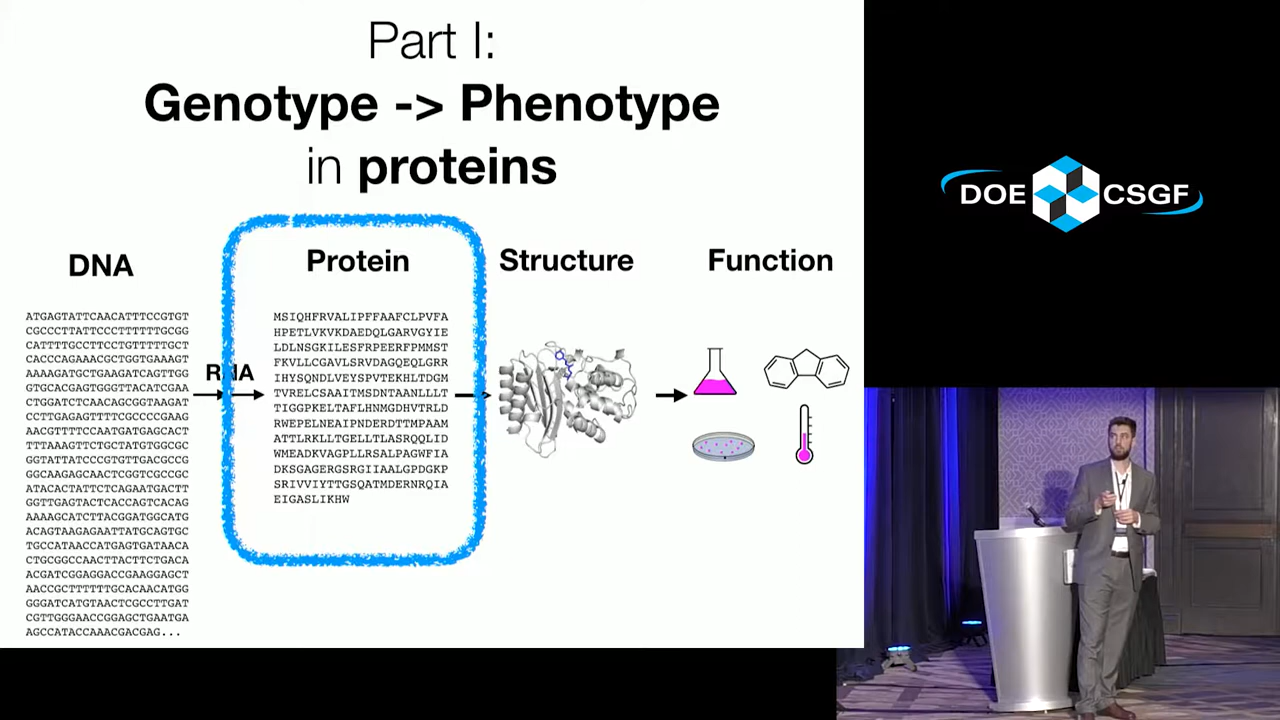 Part I:
Genotype -> Phenotype
in proteins
DNA
Protein
Structure
Function
RNA
ATGAGTATTCAACATTTCCGTGT
CGCCCTTATTCCCTTTTTTGCGG
CATTTTGCCTTCCTGTTTTTGCT
CACCCAGAAACGCTGGTGAAAGT
AAAAGATGCTGAAGATCAGTTGG
GTGCACGAGTGGGTTACATCGAA
CTGGATCTCAACAGCGGTAAGAT
CCTTGAGAGTTTTCGCCCCGAAG
AACGTTTTCCAATGATGAGCACT
TTTAAAGTTCTGCTATGTGGCGC
GGTATTATCCCGTGTTGACGCCG
GGCAAGAGCAACTCGGTCGCCGC
ATACACTATTCTCAGAATGACTT
GGTTGAGTACTCACCAGTCACAG
AAAAGCATCTTACGGATGGCATG
ACAGTAAGAGAATTATGCAGTGC
TGCCATAACCATGAGTGATAACA
CTGCGGCCAACTTACTTCTGACA
ACGATCGGAGGACCGAAGGAGCT
AACCGCTTTTTTGCACAACATGG
GGGATCATGTAACTCGCCTTGAT
CGTTGGGAACCGGAGCTGAATGA
AGCCATACCAAACGACGAG...
MSIQHFRVALIPFFAAFCLPVFA
HPETLVKVKDAEDQLGARVGYIE
LDLNSGKILESFRPEERFPMMST
FKVLLCGAVLSRVDAGQEQLGRR
IHYSQNDLVEYSPVTEKHLTDGM
TVRELCSAAITMSDNTAANLLLT
TIGGPKELTAFLHNMGDHVTRLD
RWEPELNEAIPNDERDTTMPAAM
ATTLRKLLTGELLTLASRQQLID
WMEADKVAGPLLRSALPAGWFIA
DKSGAGERGSRGIIAALGPDGKP
SRIVVIYTTGSQATMDERNRQIA
EIGASLIKHW
DOE CSGF